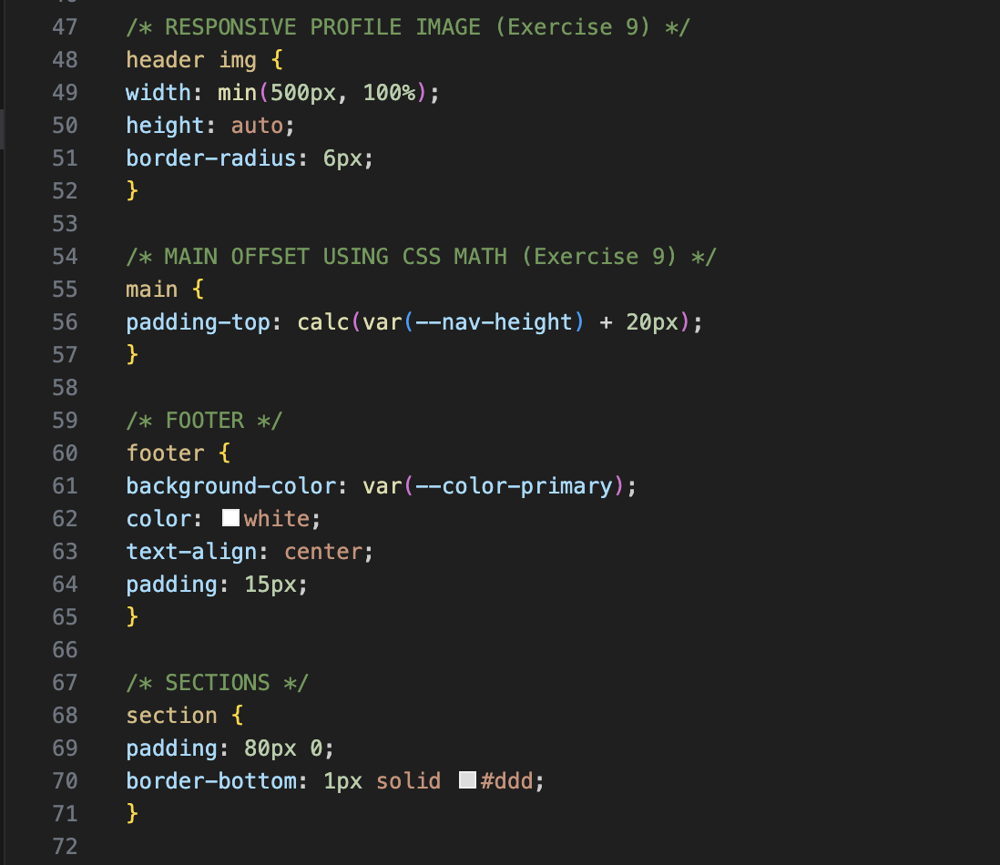 47 /* RESPONSIVE PROFILE IMAGE (Exercise 9) */
48 header img {
49 width: min(500px, 100%);
50 height: auto;
51 border-radius: 6px;
52 }
53
54 /* MAIN OFFSET USING CSS MATH (Exercise 9) */
55 main {
56 padding-top: calc(var(--nav-height) + 20px);
57 }
58
59 /* FOOTER */
60 footer {
61 background-color: var(--color-primary);
62 color: white;
63 text-align: center;
64 padding: 15px;
65 }
66
67 /* SECTIONS */
68 section {
69 padding: 80px 0;
70 border-bottom: 1px solid #ddd;
71 }
72